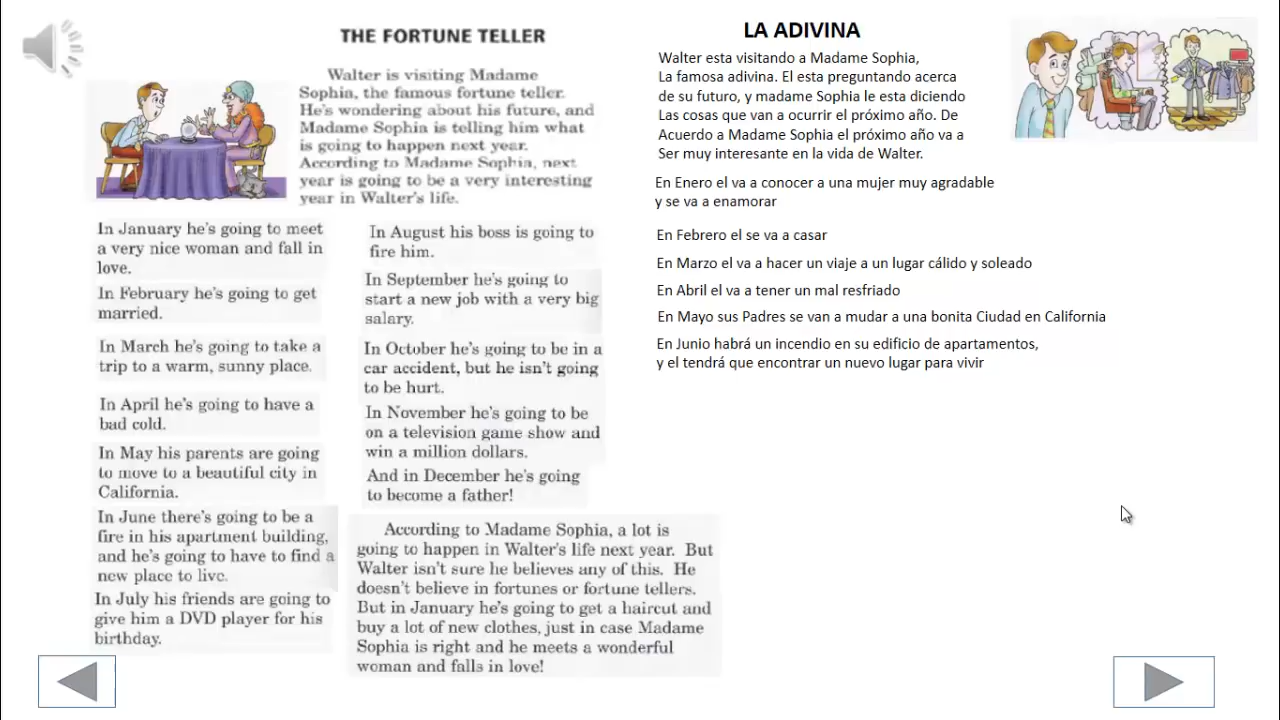 THE FORTUNE TELLER
Walter is visiting Madame
Sophia, the famous fortune teller.
He's wondering about his future, and
Madame Sophia is telling him what
is going to happen next year.
According to Madame Sophia, next
year is going to be a very interesting
year in Walter's life.
In January he's going to meet
a very nice woman and fall in
love.
In February he's going to get
married.
In March he's going to take a
trip to a warm, sunny place.
In April he's going to have a
bad cold.
In May his parents are going
to move to a beautiful city in
California.
In June there's going to be a
fire in his apartment building,
and he's going to have to find a
new place to live.
In July his friends are going to
give him a DVD player for his
birthday.
In August his boss is going to
fire him.
In September he's going to
start a new job with a very big
salary.
In October he's going to be in a
car accident, but he isn't going
to be hurt.
In November he's going to be
on a television game show and
win a million dollars.
And in December he's going
to become a father!
According to Madame Sophia, a lot is
going to happen in Walter's life next year. But
Walter isn't sure he believes any of this. He
doesn't believe in fortunes or fortune tellers.
But in January he's going to get a haircut and
buy a lot of new clothes, just in case Madame
Sophia is right and he meets a wonderful
woman and falls in love!
LA ADIVINA
Walter esta visitando a Madame Sophia,
La famosa adivina. El esta preguntando acerca
de su futuro, y madame Sophia le esta diciendo
Las cosas que van a ocurrir el próximo año. De
Acuerdo a Madame Sophia el próximo año va a
Ser muy interesante en la vida de Walter.
En Enero el va a conocer a una mujer muy agradable
y se va a enamorar
En Febrero el se va a casar
En Marzo el va a hacer un viaje a un lugar cálido y soleado
En Abril el va a tener un mal resfriado
En Mayo sus Padres se van a mudar a una bonita Ciudad en California
En Junio habrá un incendio en su edificio de apartamentos,
y el tendrá que encontrar un nuevo lugar para vivir